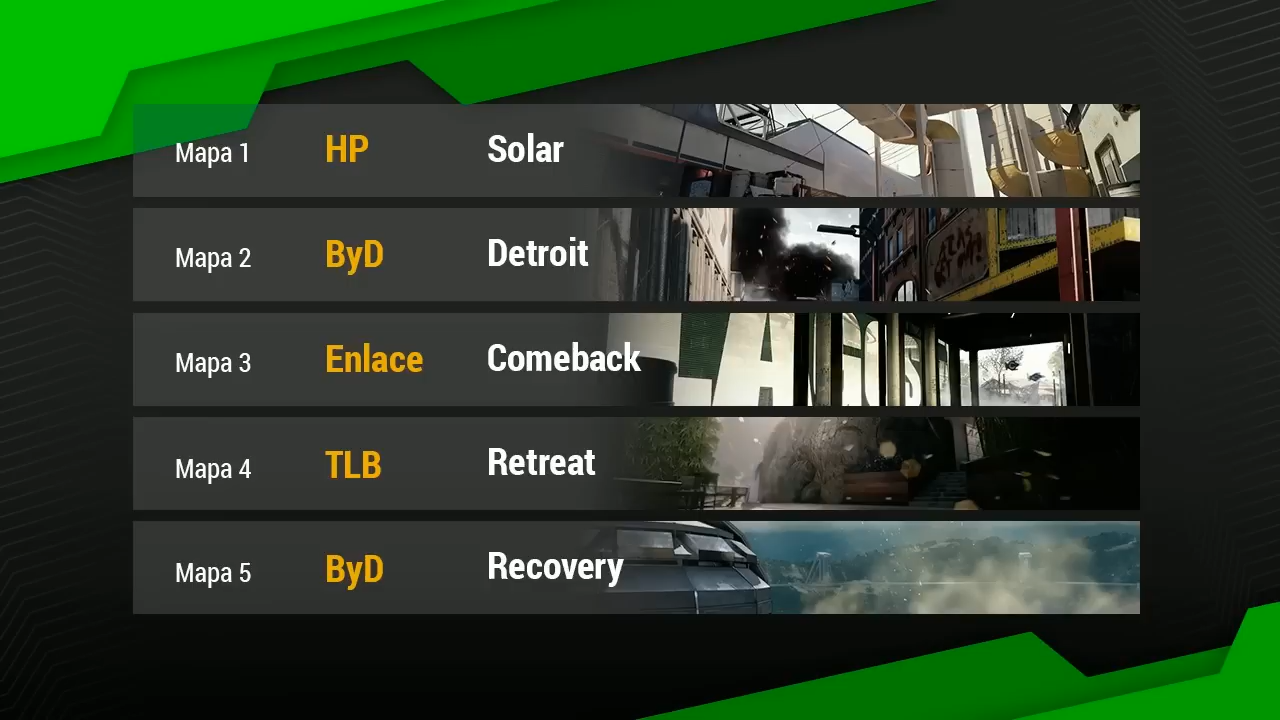 Mapa 1 HP Solar
Mapa 2 ByD Detroit
Mapa 3 Enlace Comeback
Mapa 4 TLB Retreat
Mapa 5 ByD Recovery